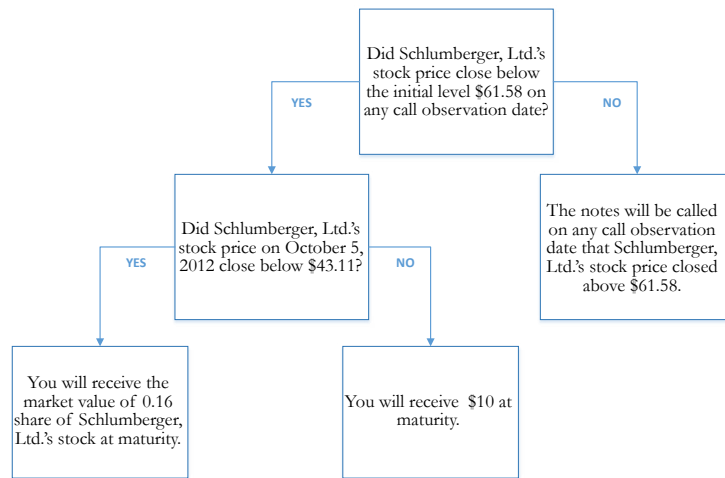 Did Schlumberger, Ltd.'s
stock price close below
the initial level $61.58 on
any call observation date?
YES
NO
Did Schlumberger, Ltd.'s
stock price on October 5,
2012 close below $43.11?
The notes will be called
on any call observation
date that Schlumberger,
Ltd.'s stock price closed
above $61.58.
YES
NO
You will receive the
market value of 0.16
share of Schlumberger,
Ltd.'s stock at maturity.
You will receive $10 at
maturity.